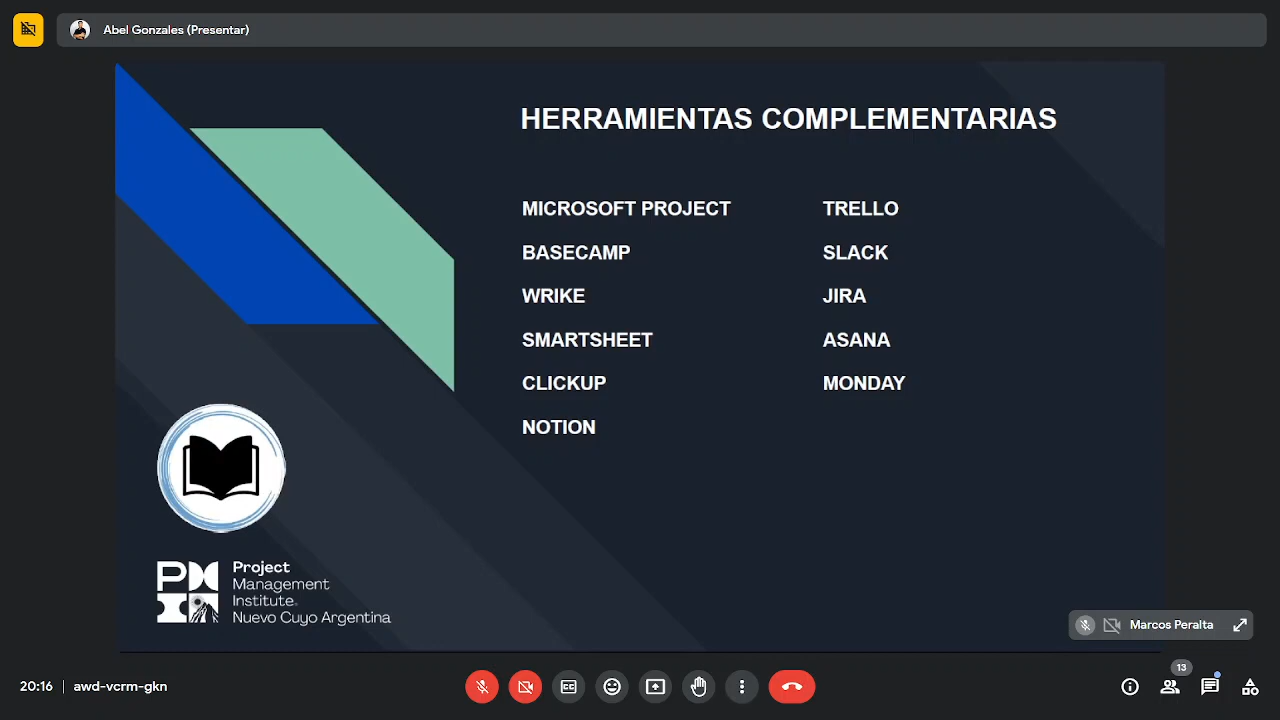 Abel Gonzales (Presentar)
HERRAMIENTAS COMPLEMENTARIAS
MICROSOFT PROJECT
BASECAMP
WRIKE
SMARTSHEET
CLICKUP
NOTION
TRELLO
SLACK
JIRA
ASANA
MONDAY
Project
Management
Institute®
Nuevo Cuyo Argentina
Marcos Peralta
20:16 | awd-vcrm-gkn
13